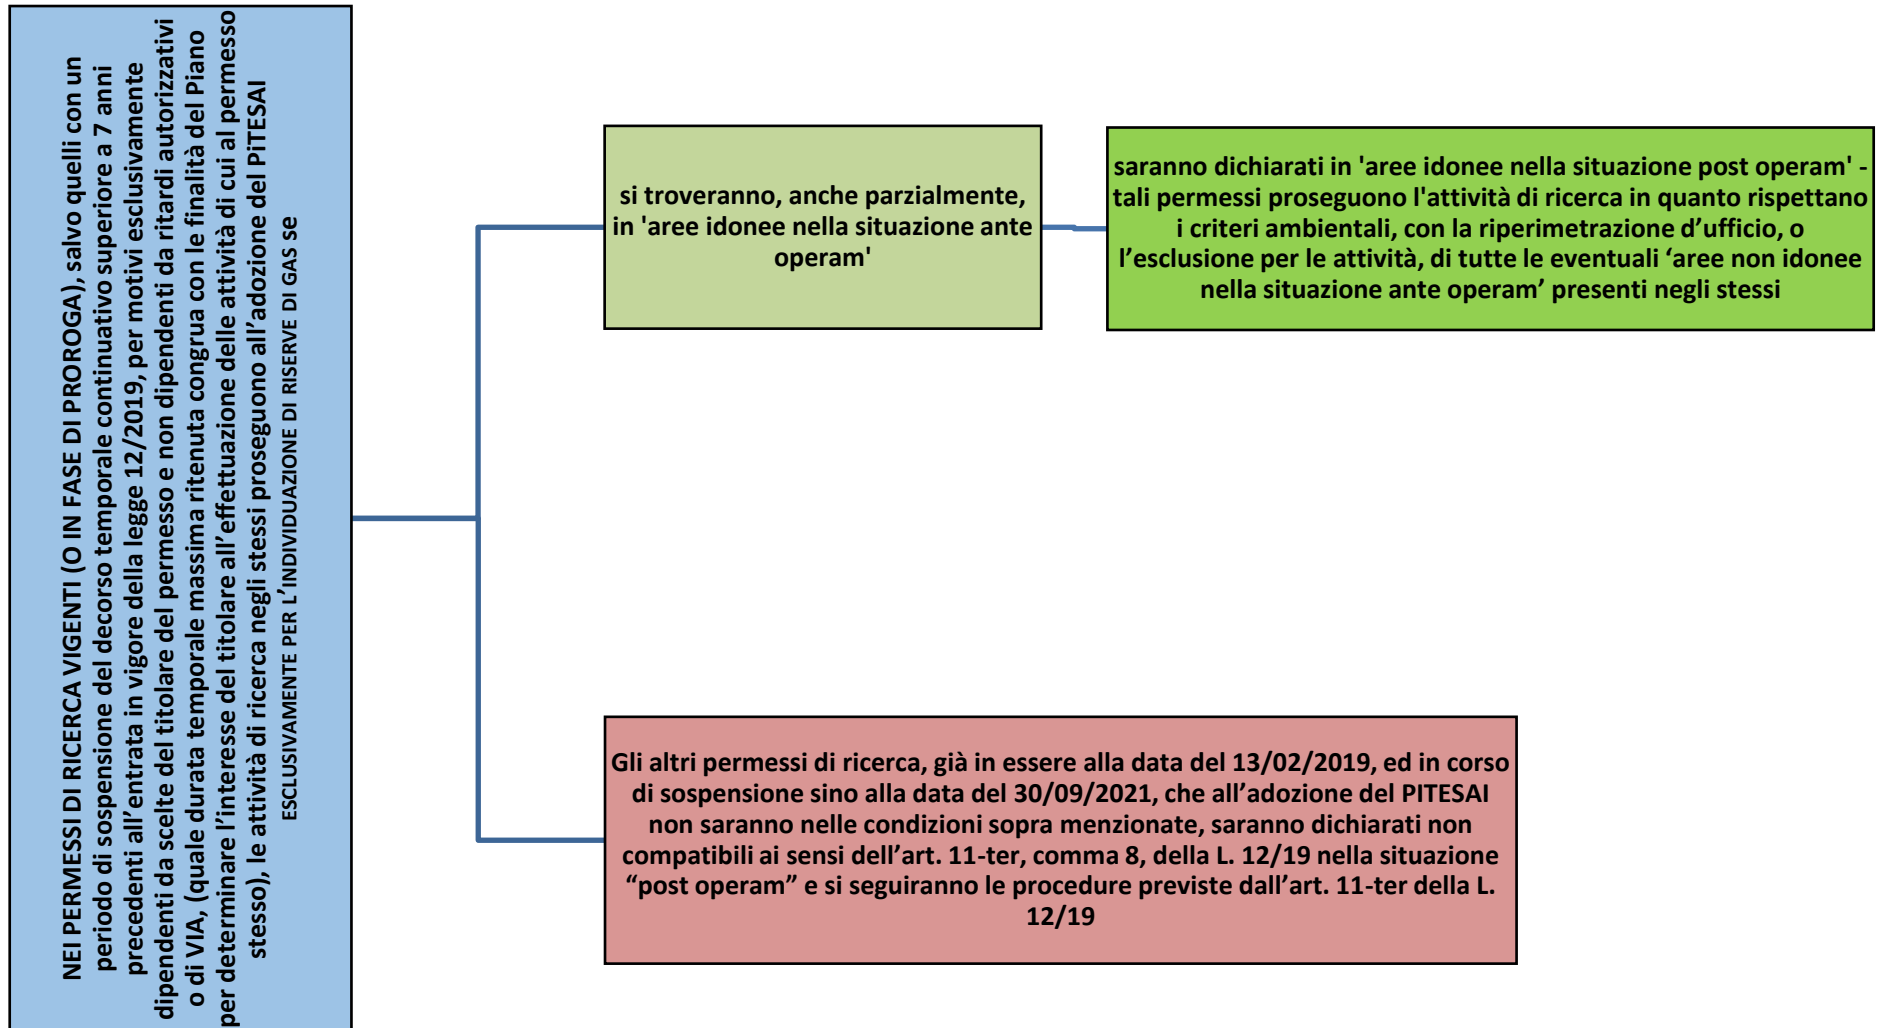 NEI PERMESSI DI RICERCA VIGENTI (O IN FASE DI PROROGA), salvo quelli con un
periodo di sospensione del decorso temporale continuativo superiore a 7 anni
precedenti all’entrata in vigore della legge 12/2019, per motivi esclusivamente
dipendenti da scelte del titolare del permesso e non dipendenti da ritardi autorizzativi
o di VIA, (quale durata temporale massima ritenuta congrua con le finalità del Piano
per determinare l’interesse del titolare all’effettuazione delle attività di cui al permesso
stesso), le attività di ricerca negli stessi proseguono all’adozione del PiTESAI
ESCLUSIVAMENTE PER L’INDIVIDUAZIONE DI RISERVE DI GAS se
si troveranno, anche parzialmente,
in 'aree idonee nella situazione ante
operam'
saranno dichiarati in 'aree idonee nella situazione post operam' -
tali permessi proseguono l'attività di ricerca in quanto rispettano
i criteri ambientali, con la riperimetrazione d’ufficio, o
l’esclusione per le attività, di tutte le eventuali ‘aree non idonee
nella situazione ante operam’ presenti negli stessi
Gli altri permessi di ricerca, già in essere alla data del 13/02/2019, ed in corso
di sospensione sino alla data del 30/09/2021, che all’adozione del PITESAI
non saranno nelle condizioni sopra menzionate, saranno dichiarati non
compatibili ai sensi dell’art. 11-ter, comma 8, della L. 12/19 nella situazione
“post operam” e si seguiranno le procedure previste dall’art. 11-ter della L.
12/19